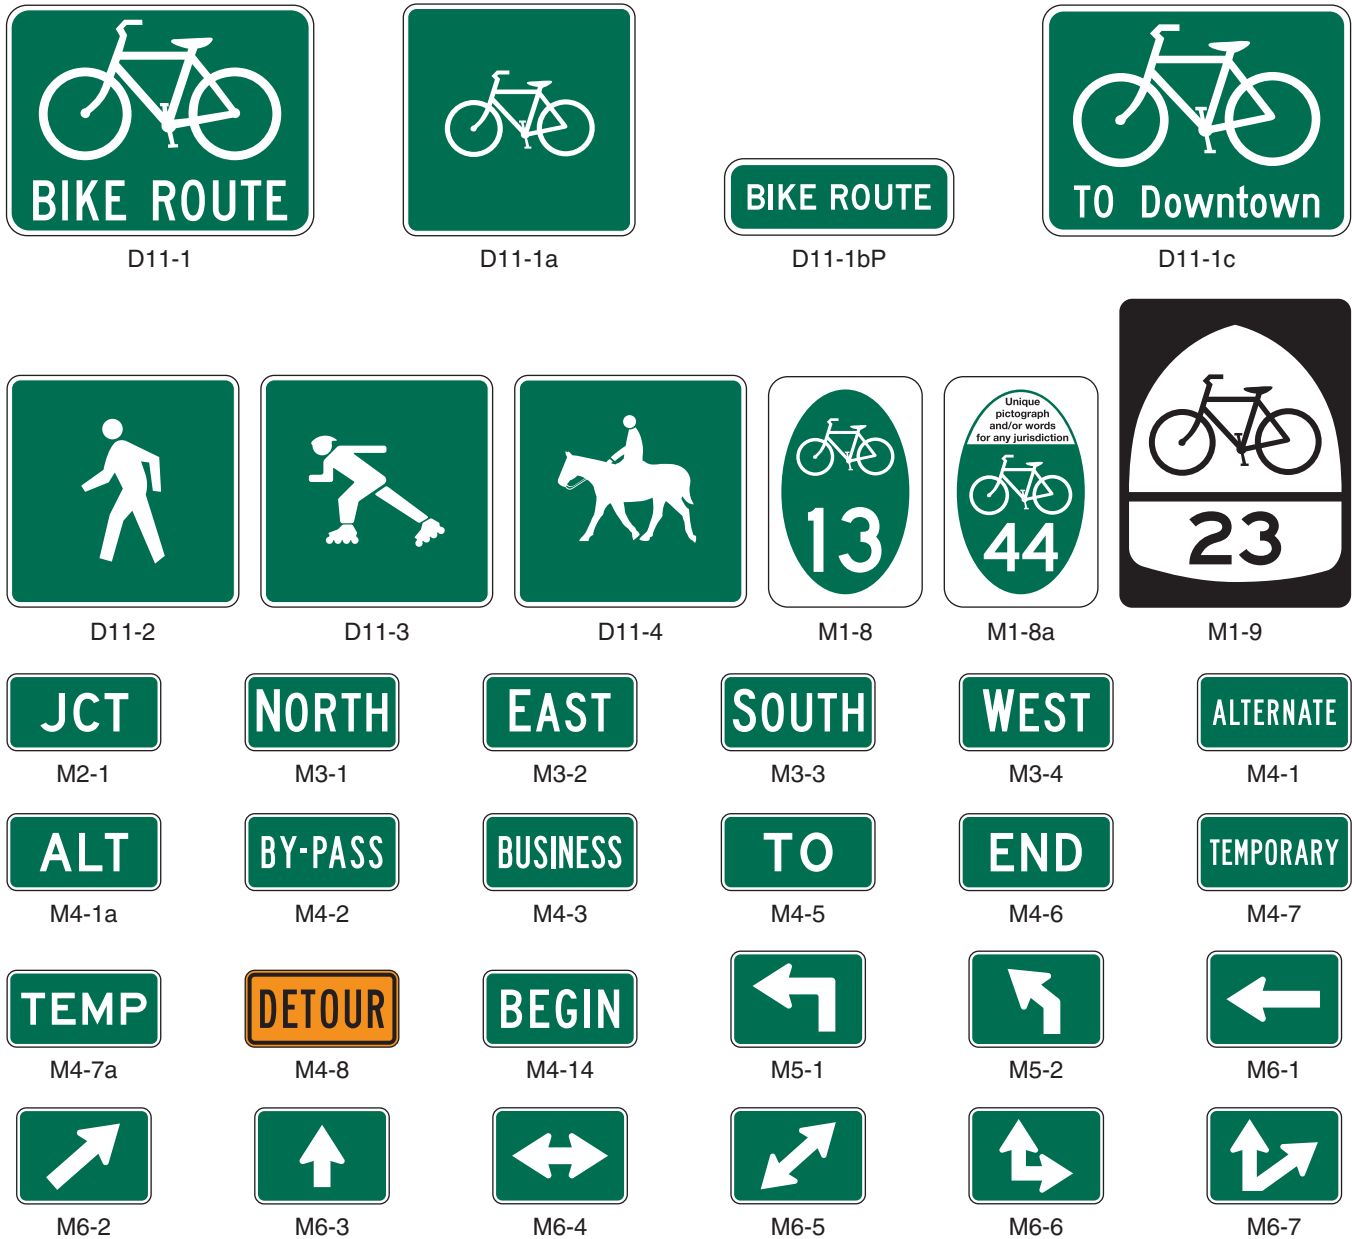 BIKE ROUTE
D11-1
D11-1a
BIKE ROUTE
D11-1bP
TO Downtown
D11-1c
D11-2
D11-3
D11-4
13
M1-8
Unique
pictograph
and/or words
for any jurisdiction
44
M1-8a
23
M1-9
JCT
M2-1
NORTH
M3-1
EAST
M3-2
SOUTH
M3-3
WEST
M3-4
ALTERNATE
M4-1
ALT
M4-1a
BY-PASS
M4-2
BUSINESS
M4-3
TO
M4-5
END
M4-6
TEMPORARY
M4-7
TEMP
M4-7a
DETOUR
M4-8
BEGIN
M4-14
M5-1
M5-2
M6-1
M6-2
M6-3
M6-4
M6-5
M6-6
M6-7